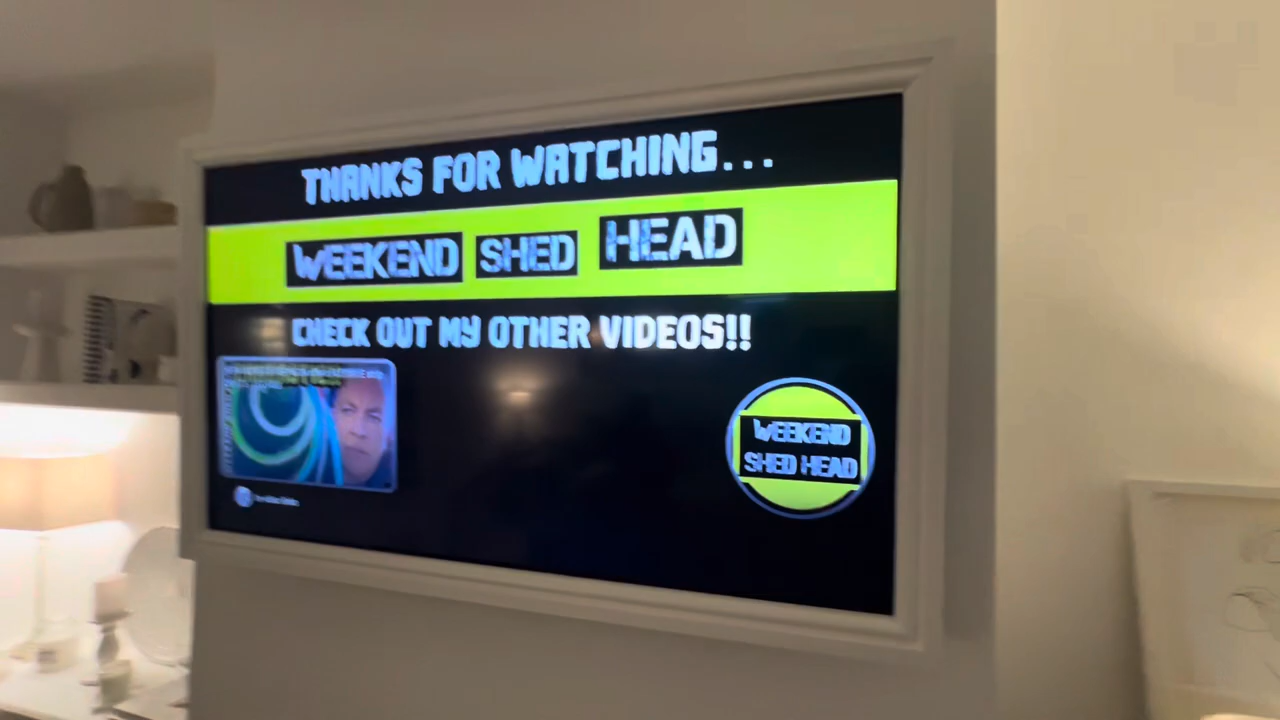 THANKS FOR WATCHING...
WEEKEND SHED HEAD
CHECK OUT MY OTHER VIDEOS!!
WEEKEND
SHED HEAD